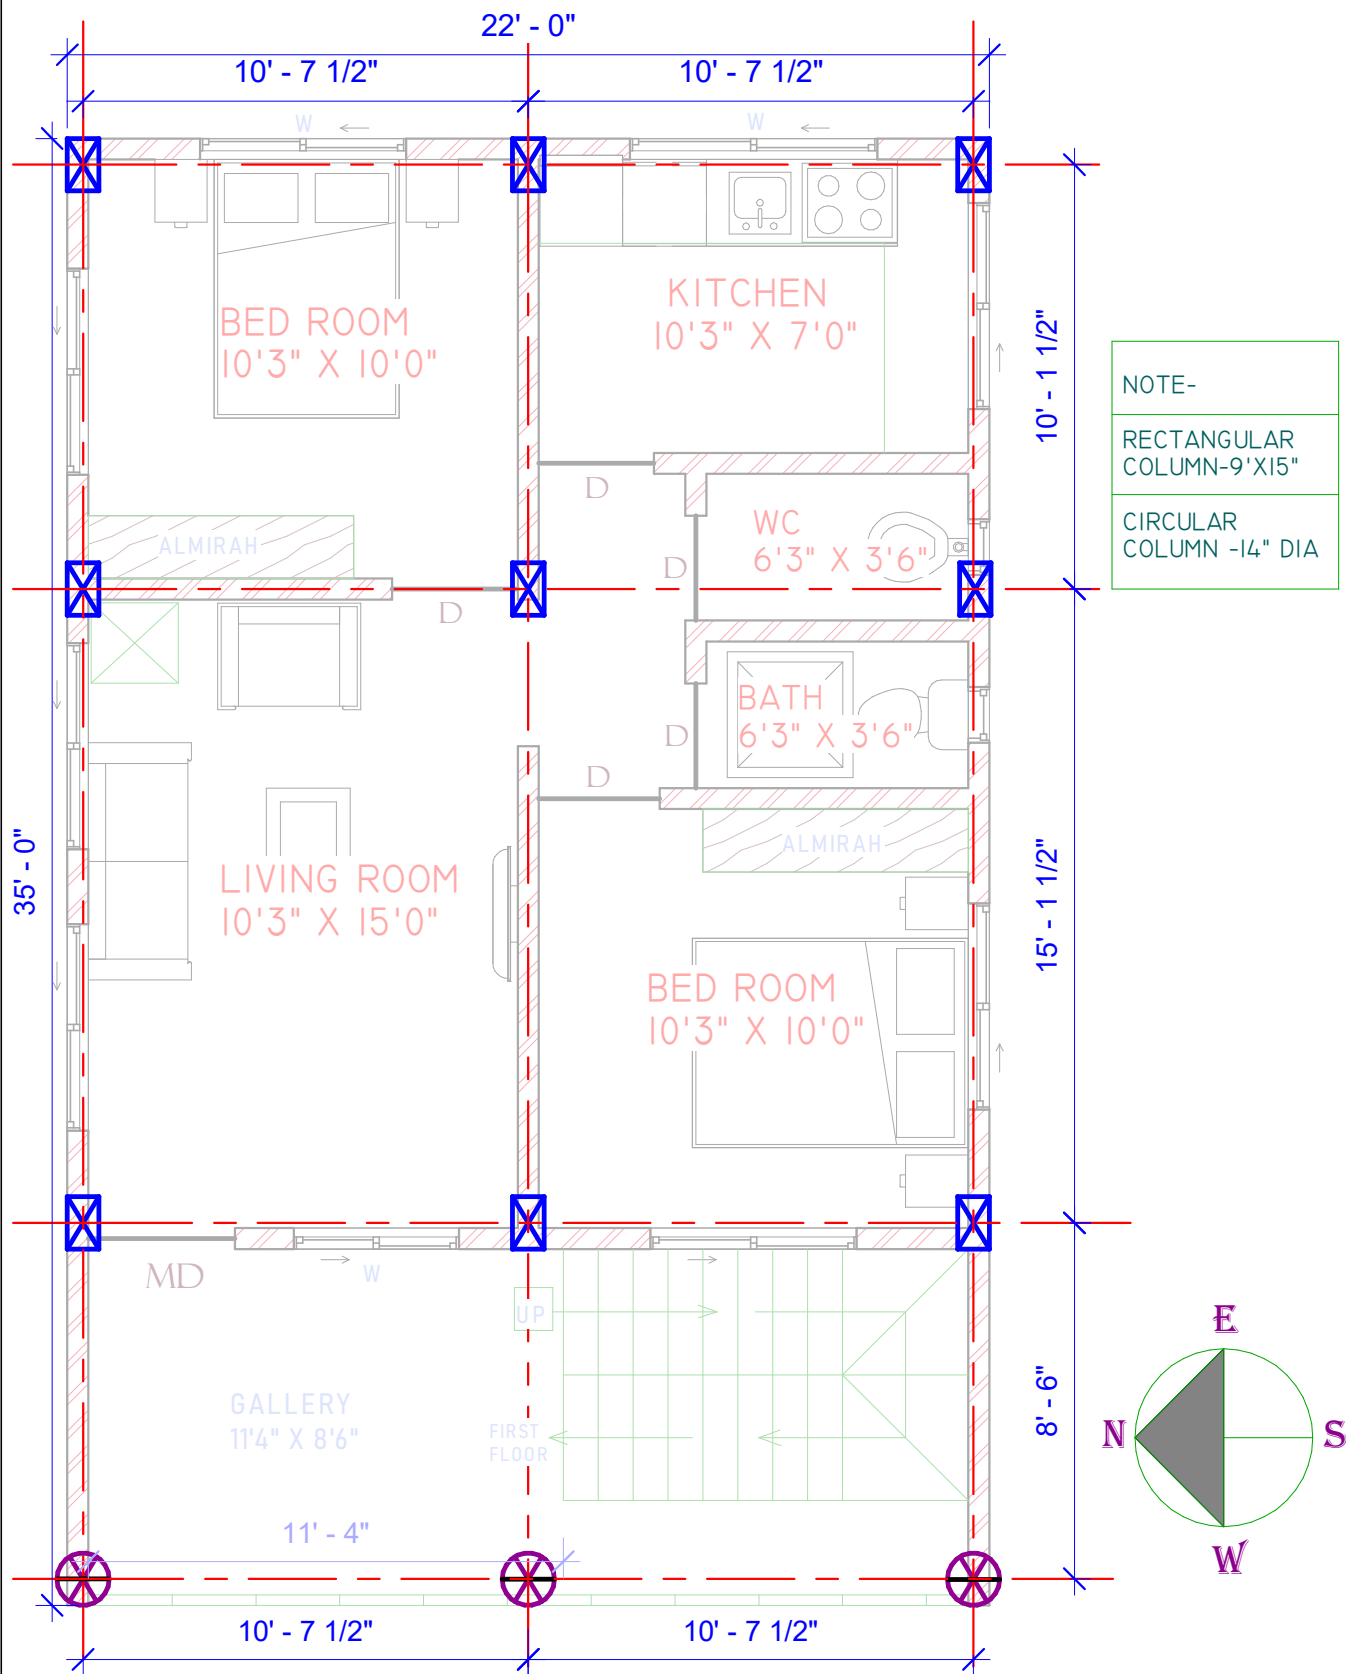 22' - 0"
10' - 7 1/2"
10' - 7 1/2"
W
W
BED ROOM
10'3" X 10'0"
KITCHEN
10'3" X 7'0"
10' - 1 1/2"
NOTE-
RECTANGULAR
COLUMN-9'X15"
CIRCULAR
COLUMN -14" DIA
D
ALMIRAH
WC
6'3" X 3'6"
D
D
BATH
6'3" X 3'6"
D
D
ALMIRAH
35' - 0"
LIVING ROOM
10'3" X 15'0"
15' - 1 1/2"
BED ROOM
10'3" X 10'0"
MD
W
UP
GALLERY
11'4" X 8'6"
FIRST
FLOOR
8' - 6"
E
N
S
W
11' - 4"
10' - 7 1/2"
10' - 7 1/2"